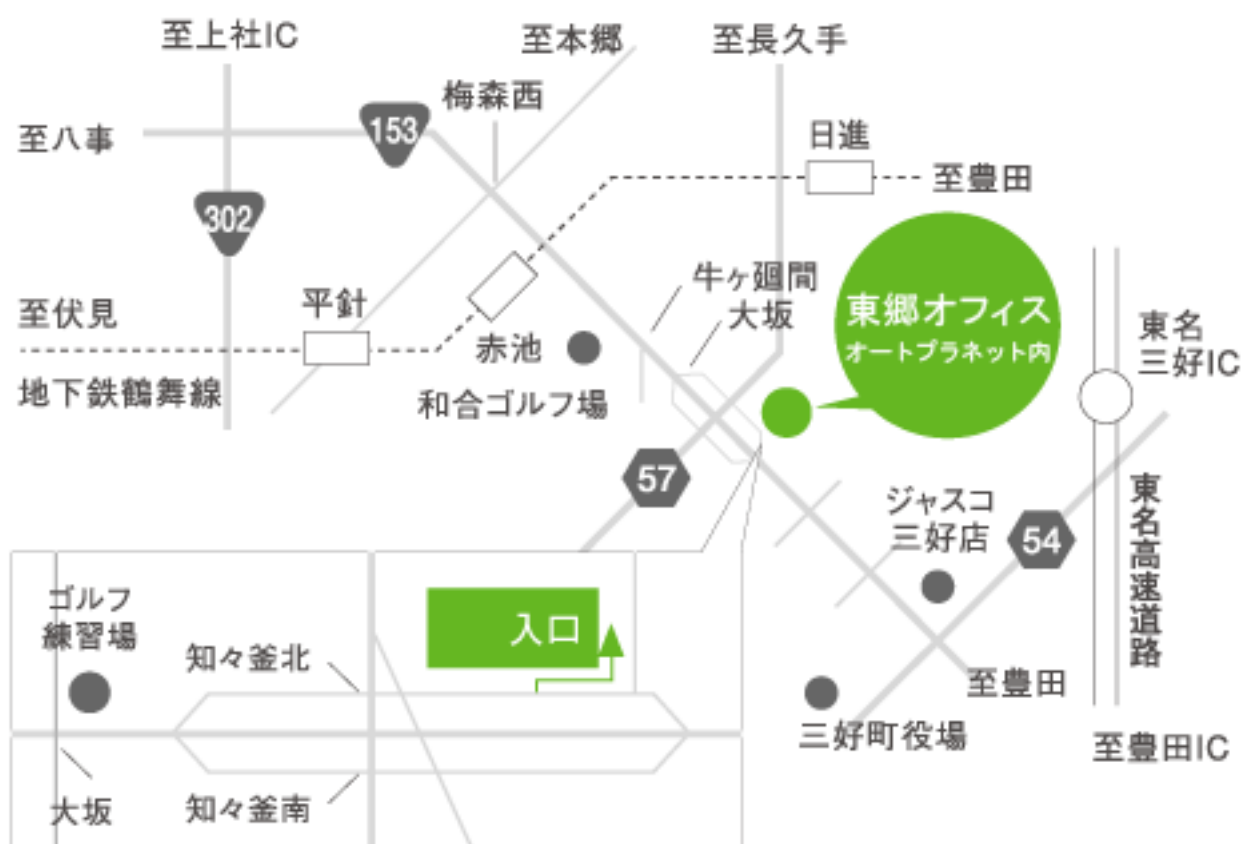 至上社IC
至本郷
至長久手
梅森西
153
至八事
日進
至豊田
302
牛ヶ廻間
大坂
平針
至伏見
地下鉄鶴舞線
赤池
和合ゴルフ場
東郷オフィス
オートプラネット内
東名
三好IC
57
ジャスコ
三好店
54
東名高速道路
至豊田
三好町役場
至豊田IC
ゴルフ
練習場
入口
知々釜北
知々釜南
大坂